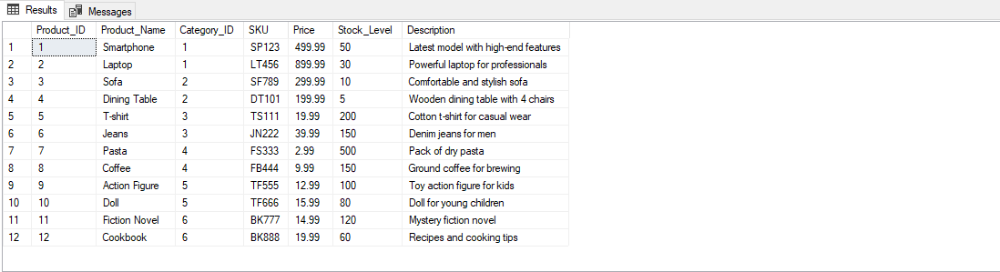 Results Messages
Product_ID Product_Name Category_ID SKU Price Stock_Level Description
1 1 Smartphone 1 SP123 499.99 50 Latest model with high-end features
2 2 Laptop 1 LT456 899.99 30 Powerful laptop for professionals
3 3 Sofa 2 SF789 299.99 10 Comfortable and stylish sofa
4 4 Dining Table 2 DT101 199.99 5 Wooden dining table with 4 chairs
5 5 T-shirt 3 TS111 19.99 200 Cotton t-shirt for casual wear
6 6 Jeans 3 JN222 39.99 150 Denim jeans for men
7 7 Pasta 4 FS333 2.99 500 Pack of dry pasta
8 8 Coffee 4 FB444 9.99 150 Ground coffee for brewing
9 9 Action Figure 5 TF555 12.99 100 Toy action figure for kids
10 10 Doll 5 TF666 15.99 80 Doll for young children
11 11 Fiction Novel 6 BK777 14.99 120 Mystery fiction novel
12 12 Cookbook 6 BK888 19.99 60 Recipes and cooking tips